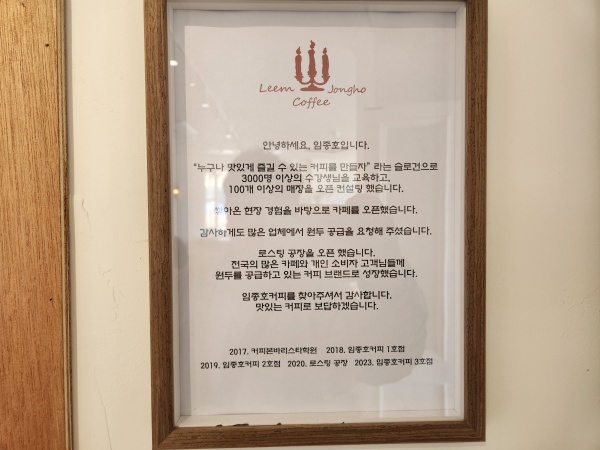 Leem Jongho
Coffee
안녕하세요, 임종호입니다.
"누구나 맛있게 즐길 수 있는 커피를 만들자" 라는 슬로건으로
3000명 이상의 수강생님을 교육하고,
100개 이상의 매장을 오픈 컨설팅 했습니다.
쌓아온 현장 경험을 바탕으로 카페를 오픈했습니다.
감사하게도 많은 업체에서 원두 공급을 요청해 주셨습니다.
로스팅 공장을 오픈 했습니다.
전국의 많은 카페와 개인 소비자 고객님들께
원두를 공급하고 있는 커피 브랜드로 성장했습니다.
임종호커피를 찾아주셔서 감사합니다.
맛있는 커피로 보답하겠습니다.
2017. 커피본바리스타학원 2018. 임종호커피 1호점
2019. 임종호커피 2호점 2020. 로스팅 공장 2023. 임종호커피 3호점